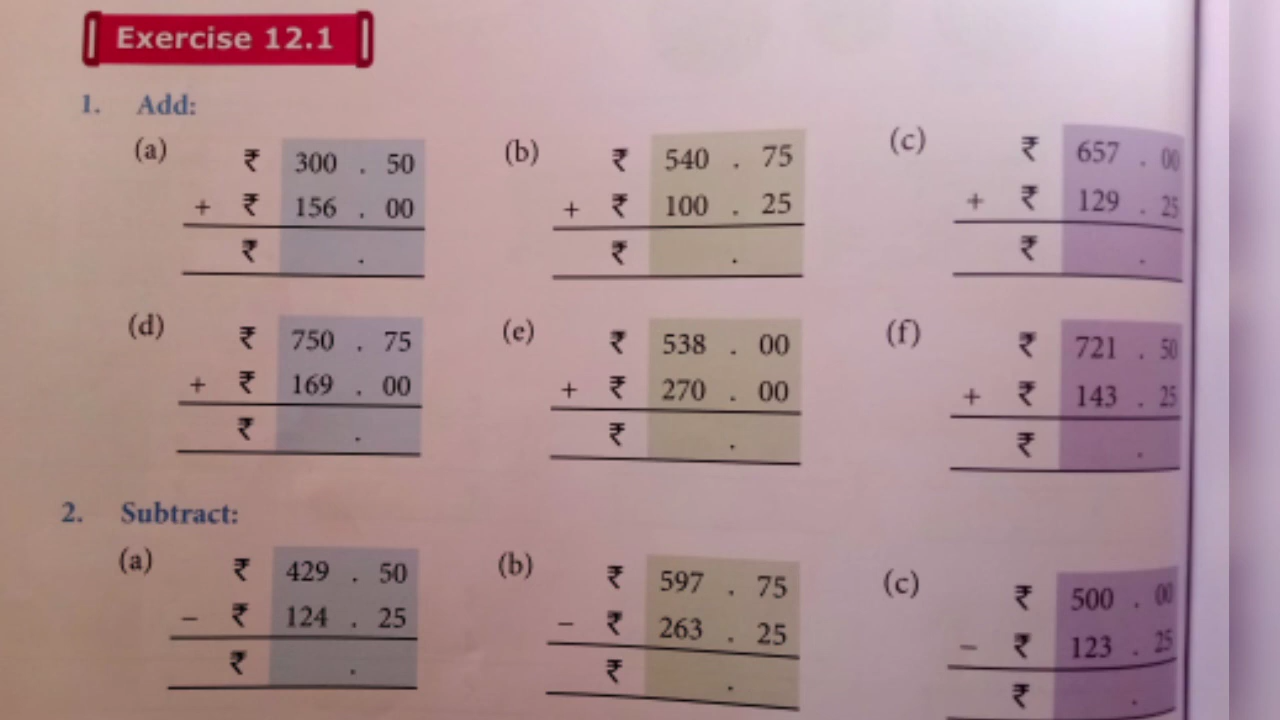 Exercise 12.1
1. Add:
(a) ₹ 300 . 50
+ ₹ 156 . 00
₹ .
(b) ₹ 540 . 75
+ ₹ 100 . 25
₹ .
(c) ₹ 657 . 00
+ ₹ 129 . 25
₹ .
(d) ₹ 750 . 75
+ ₹ 169 . 00
₹ .
(e) ₹ 538 . 00
+ ₹ 270 . 00
₹ .
(f) ₹ 721 . 50
+ ₹ 143 . 25
₹ .
2. Subtract:
(a) ₹ 429 . 50
− ₹ 124 . 25
₹ .
(b) ₹ 597 . 75
− ₹ 263 . 25
₹ .
(c) ₹ 500 . 00
− ₹ 123 . 25
₹ .